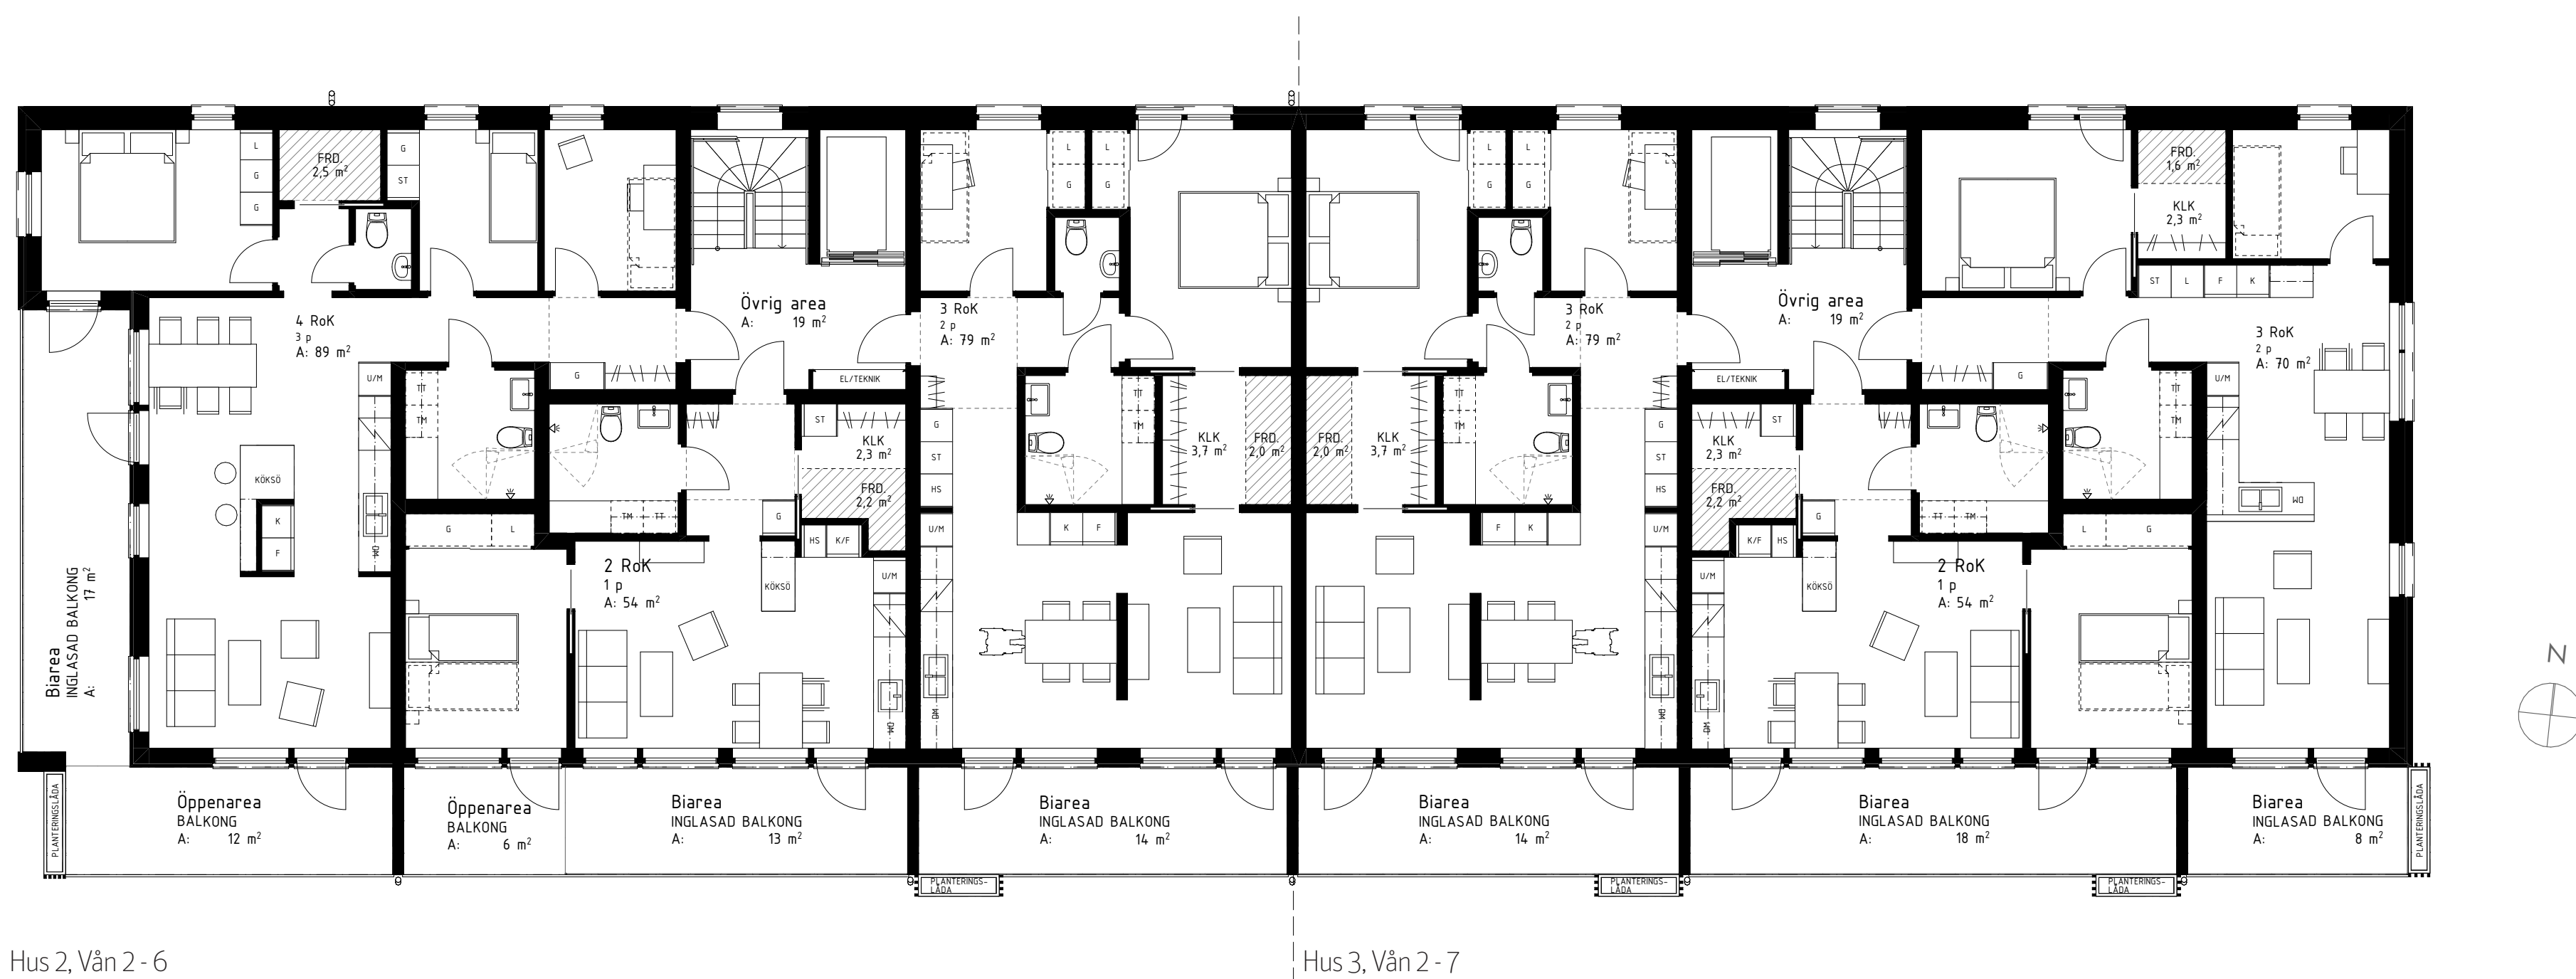 L
G
G
FRD.
2,5 m²
G
ST
L
G
L
G
L
G
L
G
FRD.
1,6 m²
KLK
2,3 m²
4 RoK
3 p
A: 89 m²
Övrig area
A: 19 m²
3 RoK
2 p
A: 79 m²
3 RoK
2 p
A: 79 m²
Övrig area
A: 19 m²
ST L F K
3 RoK
2 p
A: 70 m²
U/M
TT
TM
G
EL/TEKNIK
TT
TM
TT
TM
EL/TEKNIK
G
TT
TM
U/M
KÖKSÖ
K
F
DM
G L
TM TT
G
ST
KLK
2,3 m²
FRD.
2,2 m²
HS K/F
G
ST
HS
U/M
KLK
3,7 m²
FRD.
2,0 m²
K F
FRD.
2,0 m²
KLK
3,7 m²
F K
G
ST
HS
U/M
KLK
2,3 m²
ST
FRD.
2,2 m²
K/F HS
G
TT TM
L G
DM
2 RoK
1 p
A: 54 m²
KÖKSÖ
U/M
DM
DM
DM
U/M
DM
KÖKSÖ
2 RoK
1 p
A: 54 m²
Biarea
INGLASAD BALKONG
A: 17 m²
PLANTERINGSLÅDA
Öppenarea
BALKONG
A: 12 m²
Öppenarea
BALKONG
A: 6 m²
Biarea
INGLASAD BALKONG
A: 13 m²
Biarea
INGLASAD BALKONG
A: 14 m²
Biarea
INGLASAD BALKONG
A: 14 m²
Biarea
INGLASAD BALKONG
A: 18 m²
Biarea
INGLASAD BALKONG
A: 8 m²
PLANTERINGSLÅDA
PLANTERINGS-
LÅDA
PLANTERINGS-
LÅDA
PLANTERINGS-
LÅDA
N
Hus 2, Vån 2 - 6
Hus 3, Vån 2 - 7